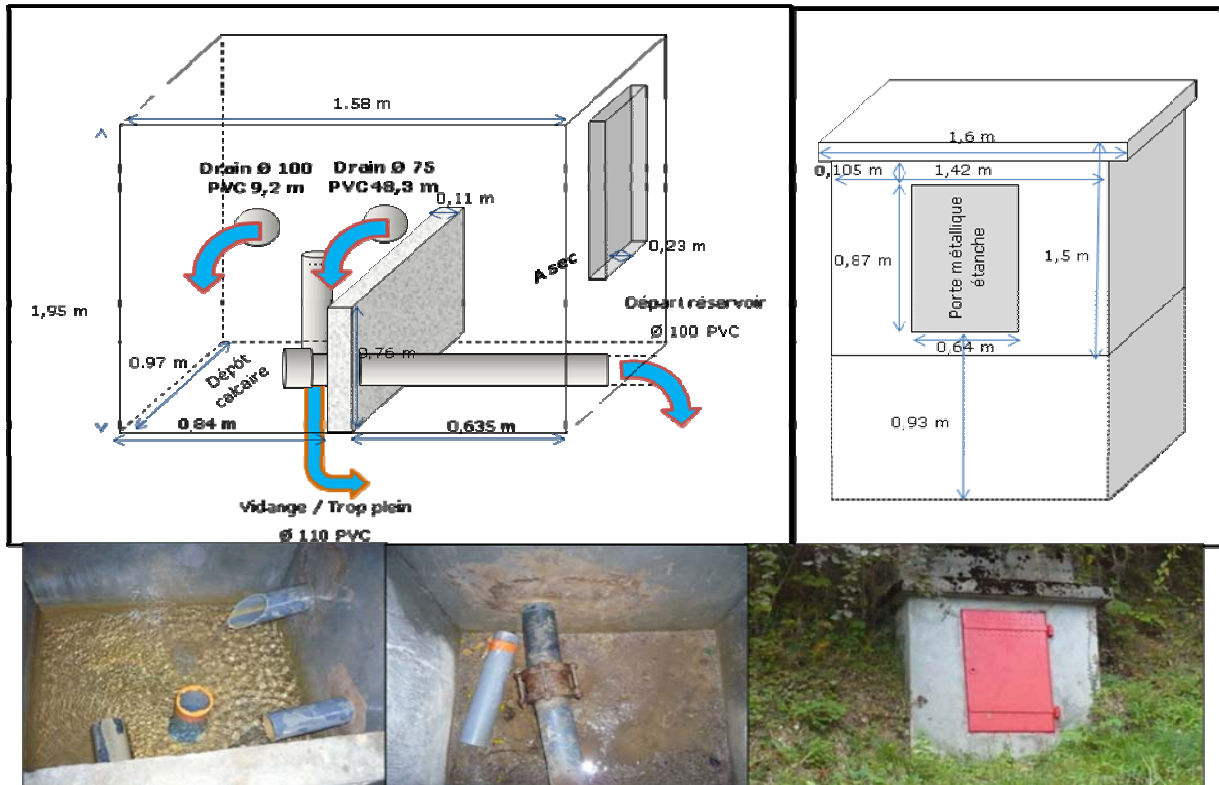 1.58 m
Drain Ø 100
PVC 9,2 m
Drain Ø 75
PVC 48,3 m
0,11 m
0,23 m
A sec
1,95 m
Départ réservoir
Ø 100 PVC
0,76 m
0.97 m
Dépôt
calcaire
0.84 m
0,635 m
Vidange / Trop plein
Ø 110 PVC
1,6 m
0,105 m
1,42 m
0,87 m
Porte métallique
étanche
1,5 m
0,64 m
0,93 m